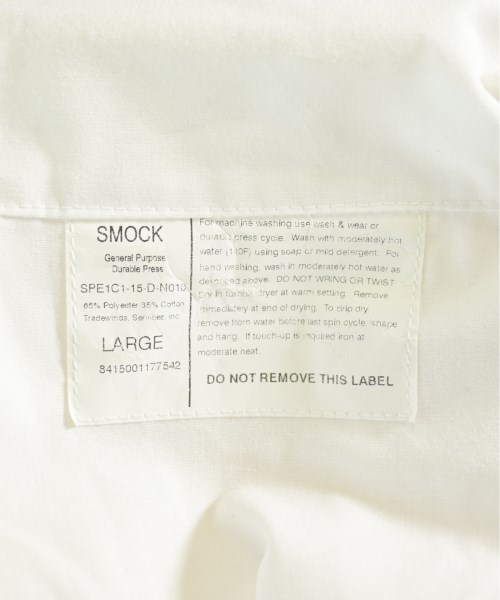 SMOCK
General Purpose
Durable Press
SPE1C1-15-D-N010
65% Polyester 35% Cotton
Tradewinds, Services, Inc.
LARGE
8415001177542
For machine washing use wash & wear or
durable press cycle. Wash with moderately hot
water (110F) using soap or mild detergent. For
hand washing, wash in moderately hot water as
described above. DO NOT WRING OR TWIST
Dry in tumble dryer at warm setting. Remove
immediately at end of drying. To drip dry
remove from water before last spin cycle, shape
and hang. If touch-up is required iron at
moderate heat.
DO NOT REMOVE THIS LABEL